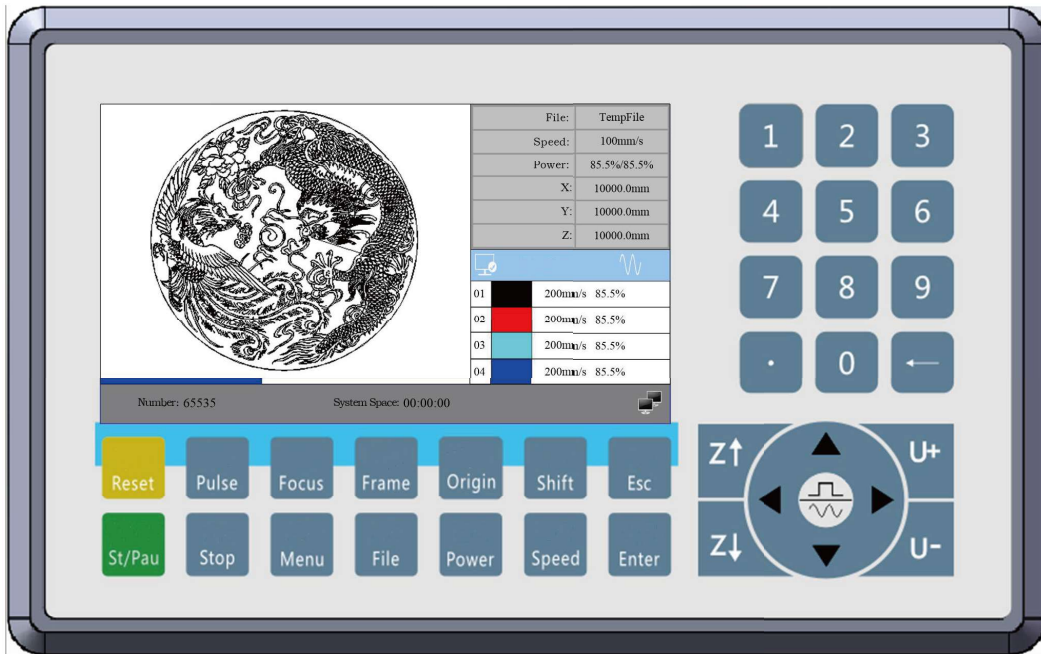 File: TempFile
Speed: 100mm/s
Power: 85.5%/85.5%
X: 10000.0mm
Y: 10000.0mm
Z: 10000.0mm
01 200mm/s 85.5%
02 200mm/s 85.5%
03 200mm/s 85.5%
04 200mm/s 85.5%
Number: 65535 System Space: 00:00:00
1 2 3
4 5 6
7 8 9
. 0 ←
Reset Pulse Focus Frame Origin Shift Esc
St/Pau Stop Menu File Power Speed Enter
Z↑ U+
Z↓ U-